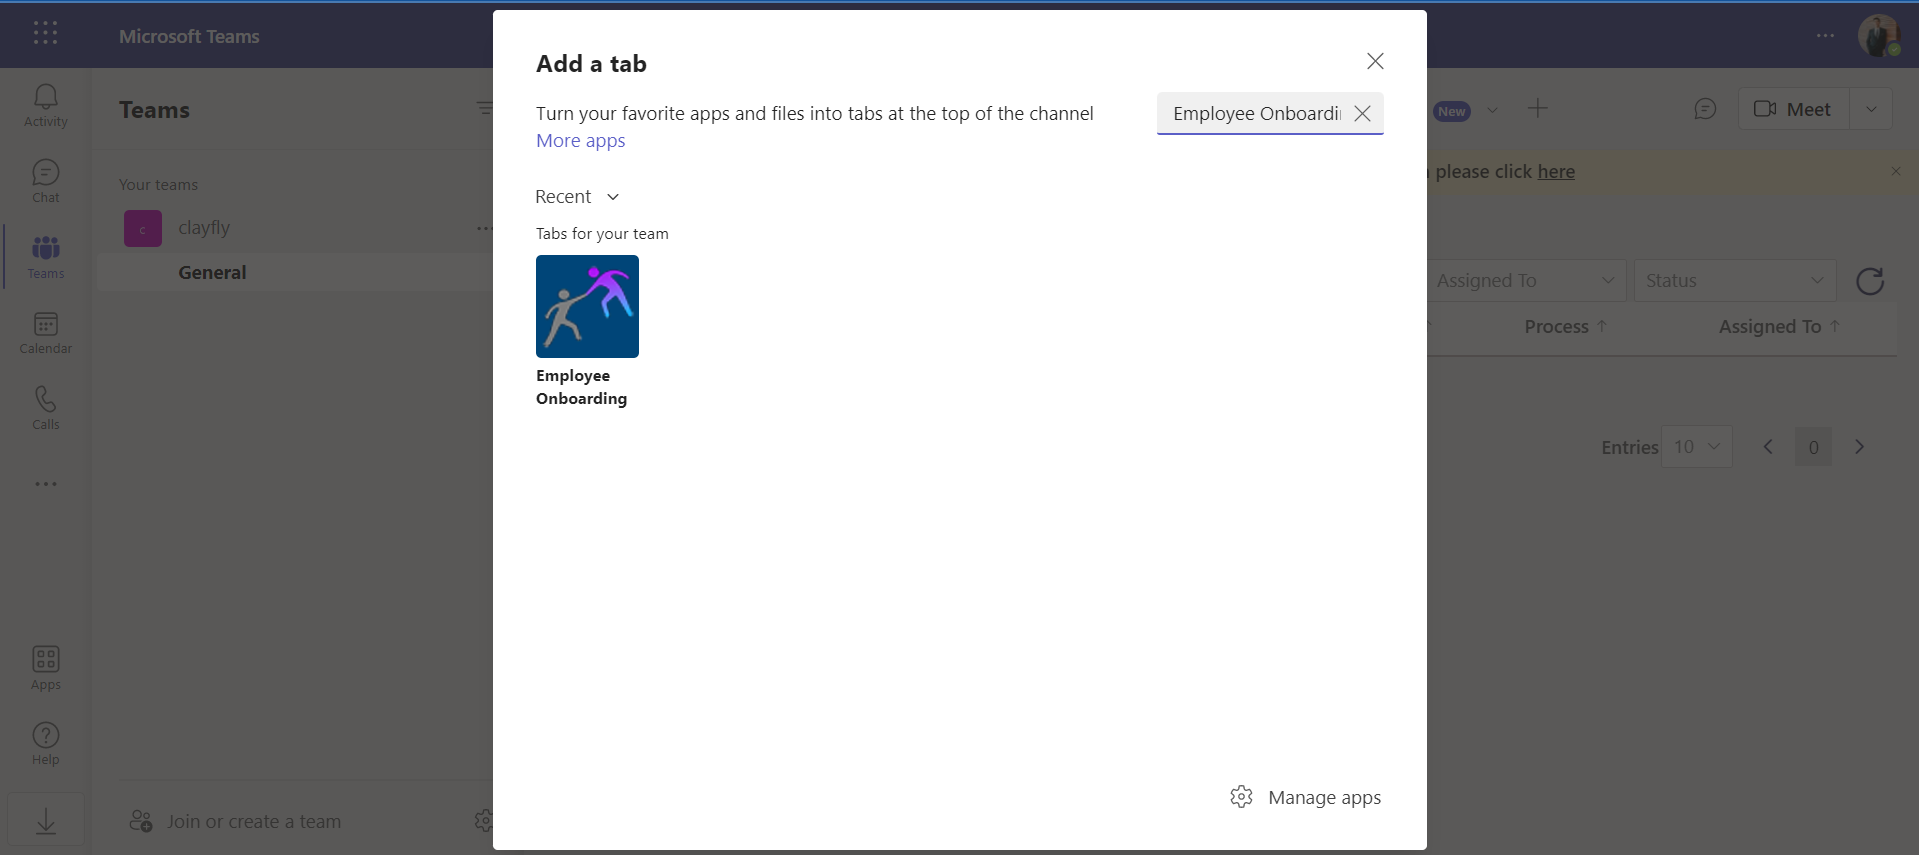 Microsoft Teams
Activity
Chat
Teams
Calendar
Calls
Apps
Help
Teams
Your teams
c
clayfly
General
Join or create a team
Add a tab
Turn your favorite apps and files into tabs at the top of the channel
More apps
Employee Onboardi
Recent
Tabs for your team
Employee
Onboarding
Manage apps
New
Meet
please click here
Assigned To
Status
Process
Assigned To
Entries 10
0